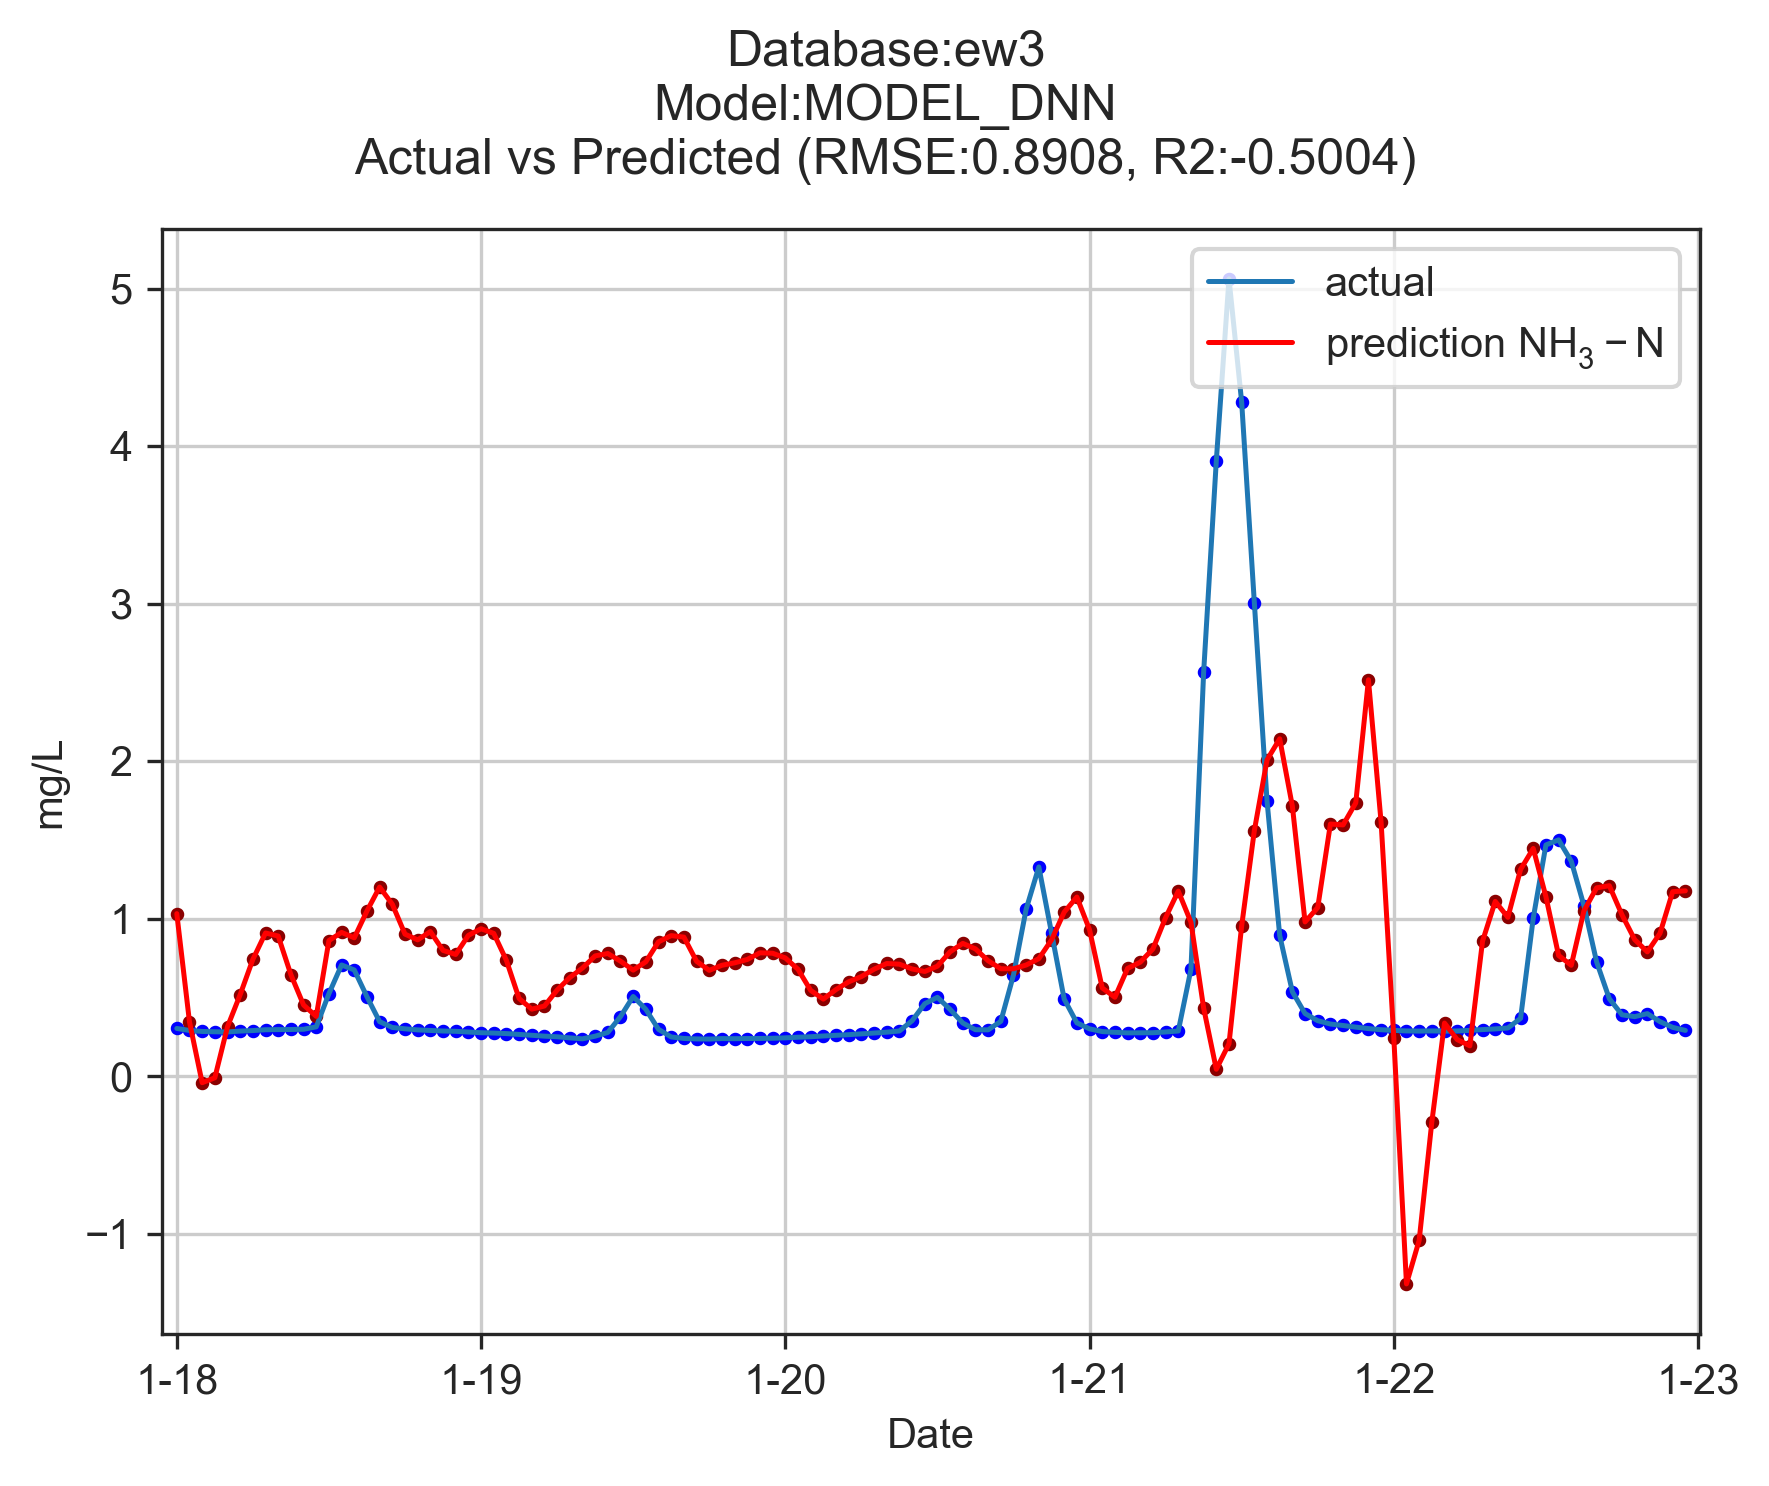 Database:ew3
Model:MODEL_DNN
Actual vs Predicted (RMSE:0.8908, R2:-0.5004)
actual
prediction NH₃ − N
5
4
3
2
1
0
−1
mg/L
1-18 1-19 1-20 1-21 1-22 1-23
Date